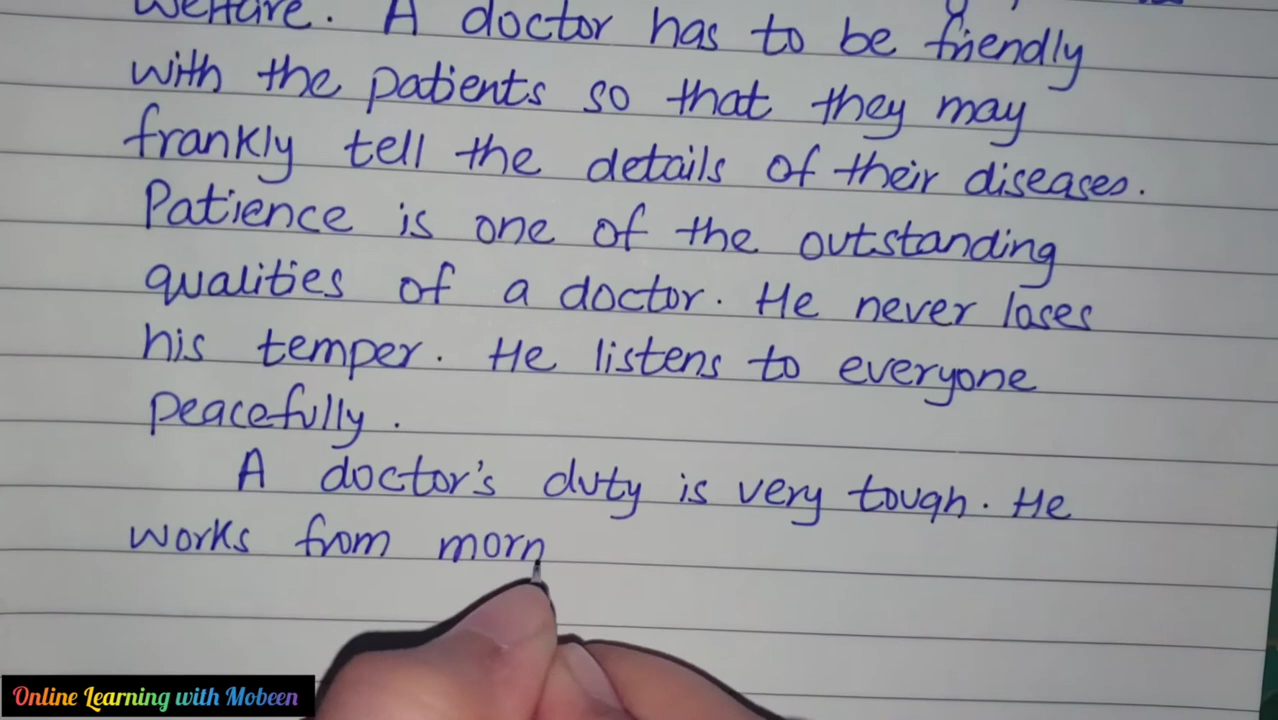 welfare. A doctor has to be friendly
with the patients so that they may
frankly tell the details of their diseases.
Patience is one of the outstanding
qualities of a doctor. He never loses
his temper. He listens to everyone
peacefully.
A doctor's duty is very tough. He
works from morn
Online Learning with Mobeen